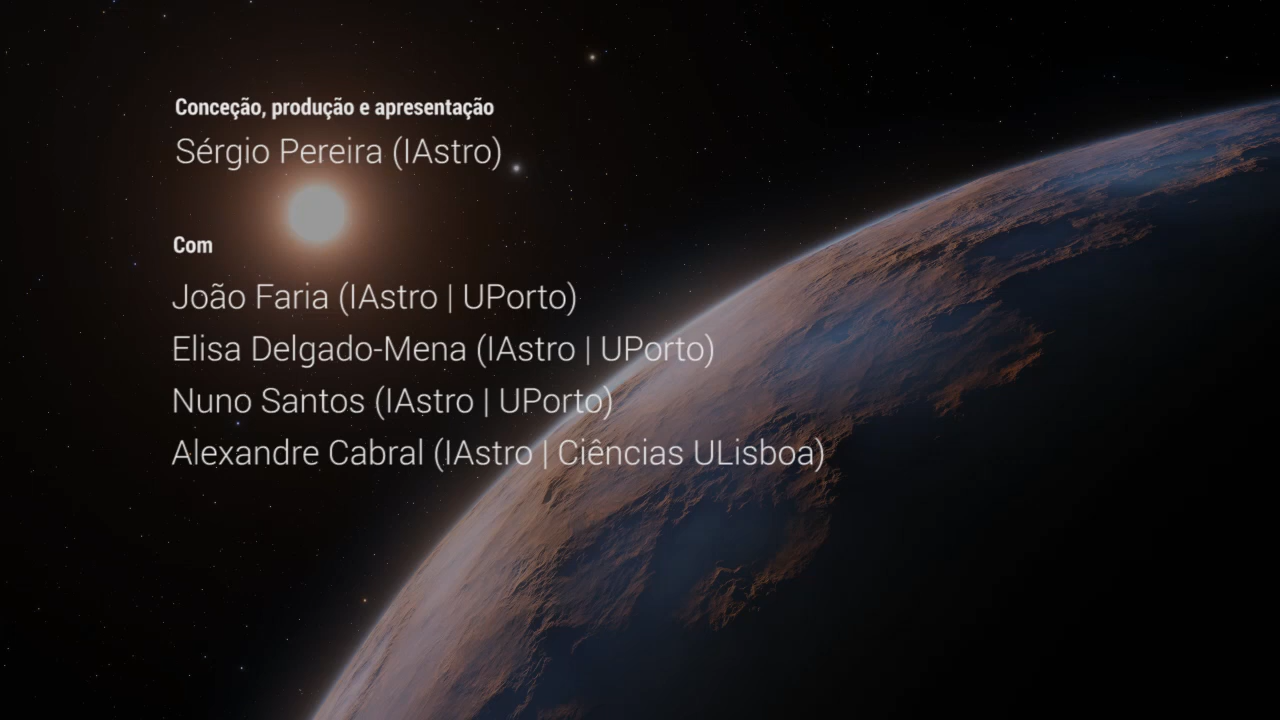 Conceção, produção e apresentação
Sérgio Pereira (IAstro)
Com
João Faria (IAstro | UPorto)
Elisa Delgado-Mena (IAstro | UPorto)
Nuno Santos (IAstro | UPorto)
Alexandre Cabral (IAstro | Ciências ULisboa)